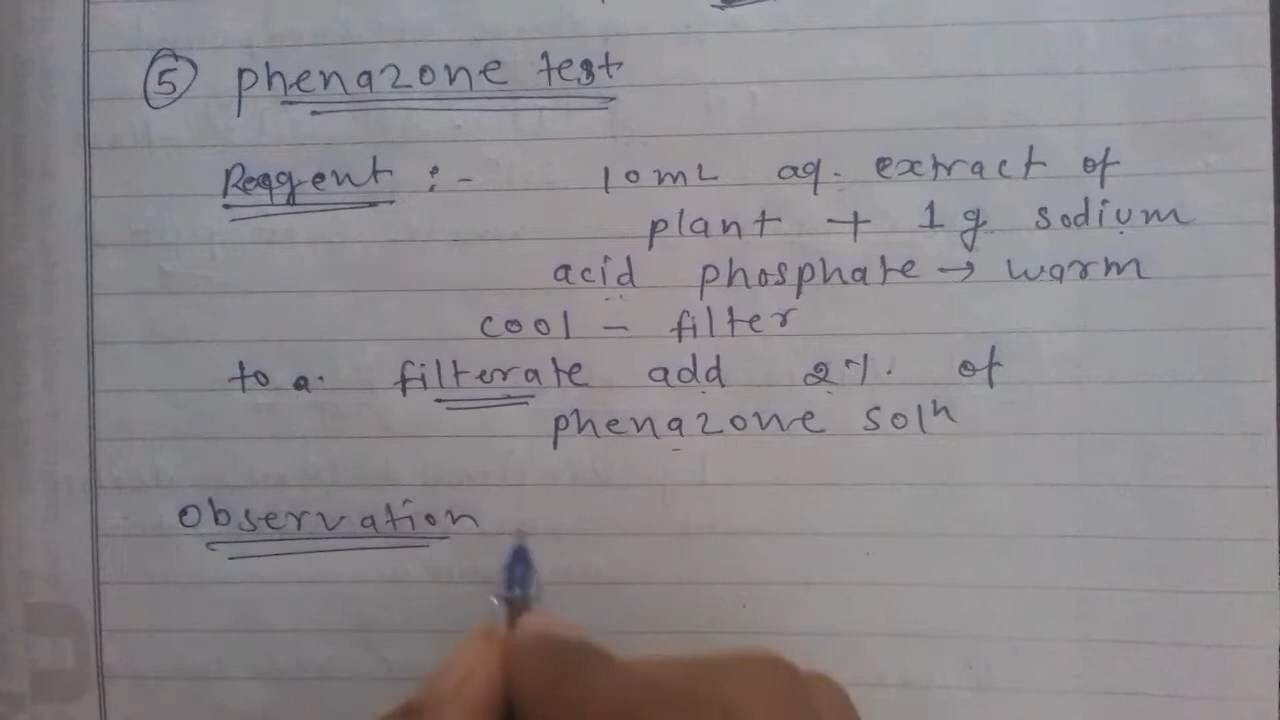 ⑤ phenazone test
Reagent :- 10mL aq. extract of
plant + 1g sodium
acid phosphate → warm
cool - filter
to a. filterate add 2%. of
phenazone solⁿ
Observation